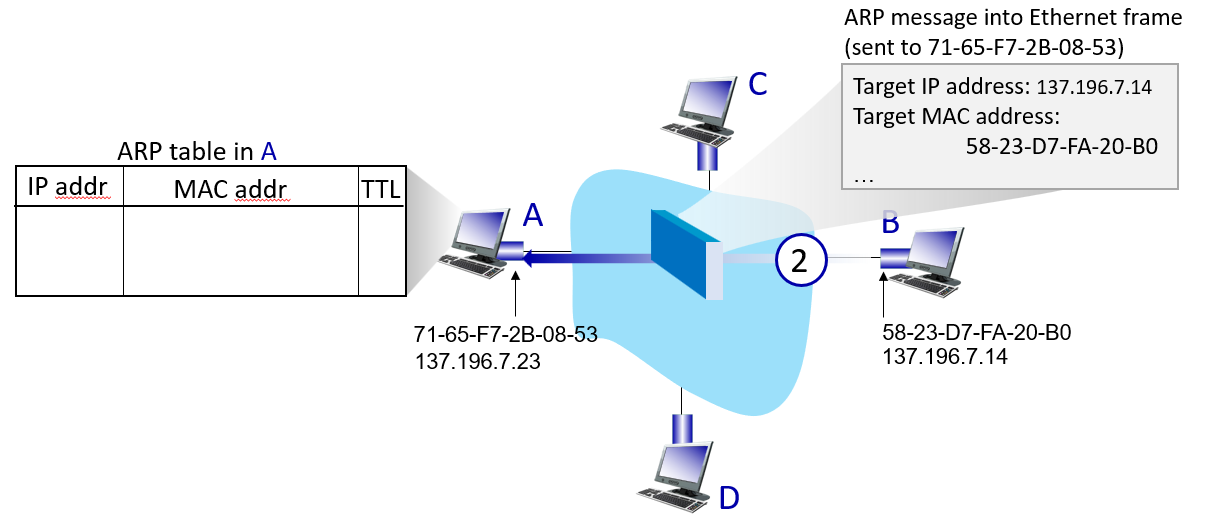 ARP message into Ethernet frame
(sent to 71-65-F7-2B-08-53)
Target IP address: 137.196.7.14
Target MAC address:
58-23-D7-FA-20-B0
...
C
ARP table in A
IP addr MAC addr TTL
A
B
2
71-65-F7-2B-08-53
137.196.7.23
58-23-D7-FA-20-B0
137.196.7.14
D